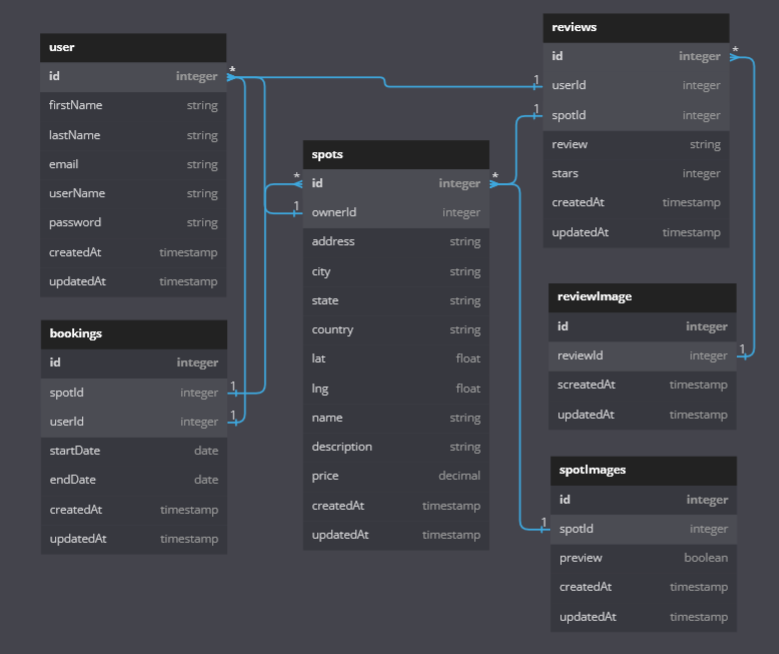 user
id integer
firstName string
lastName string
email string
userName string
password string
createdAt timestamp
updatedAt timestamp
*
bookings
id integer
spotId integer
userId integer
startDate date
endDate date
createdAt timestamp
updatedAt timestamp
1
1
spots
id integer
ownerId integer
address string
city string
state string
country string
lat float
lng float
name string
description string
price decimal
createdAt timestamp
updatedAt timestamp
*
1
*
reviews
id integer
userId integer
spotId integer
review string
stars integer
createdAt timestamp
updatedAt timestamp
*
1
1
reviewImage
id integer
reviewId integer
screatedAt timestamp
updatedAt timestamp
1
spotImages
id integer
spotId integer
preview boolean
createdAt timestamp
updatedAt timestamp
1